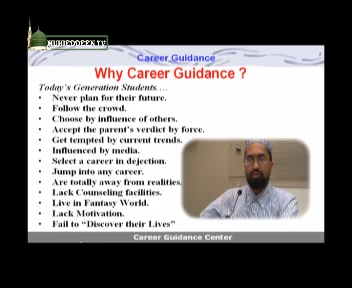 MUHIEDDEEN TV
Career Guidance
Why Career Guidance ?
Today's Generation Students….
• Never plan for their future.
• Follow the crowd.
• Choose by influence of others.
• Accept the parent's verdict by force.
• Get tempted by current trends.
• Influenced by media.
• Select a career in dejection.
• Jump into any career.
• Are totally away from realities.
• Lack Counseling facilities.
• Live in Fantasy World.
• Lack Motivation.
• Fail to “Discover their Lives”
Career Guidance Center